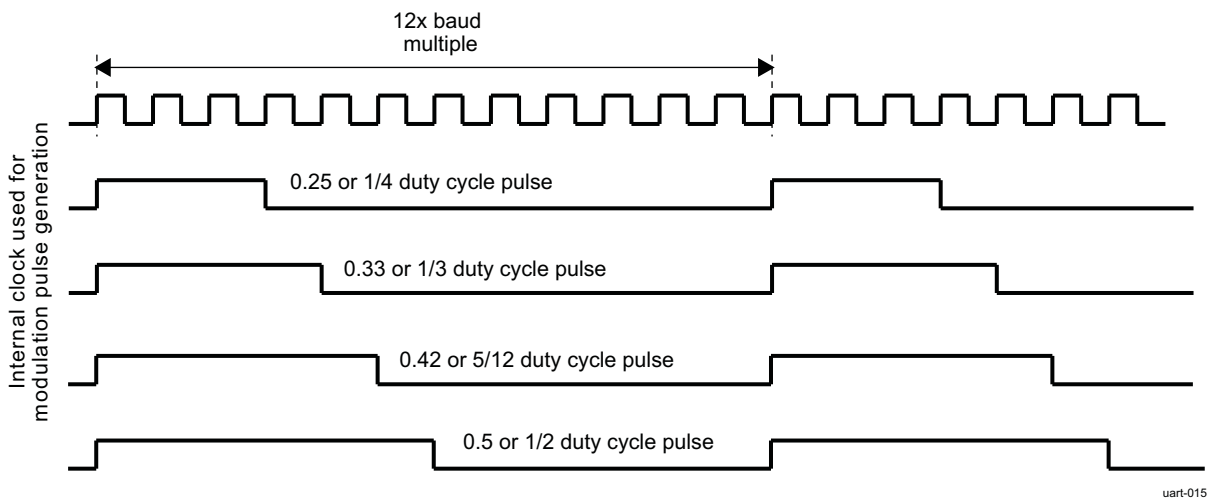 12x baud
multiple
Internal clock used for
modulation pulse generation
0.25 or 1/4 duty cycle pulse
0.33 or 1/3 duty cycle pulse
0.42 or 5/12 duty cycle pulse
0.5 or 1/2 duty cycle pulse
uart-015